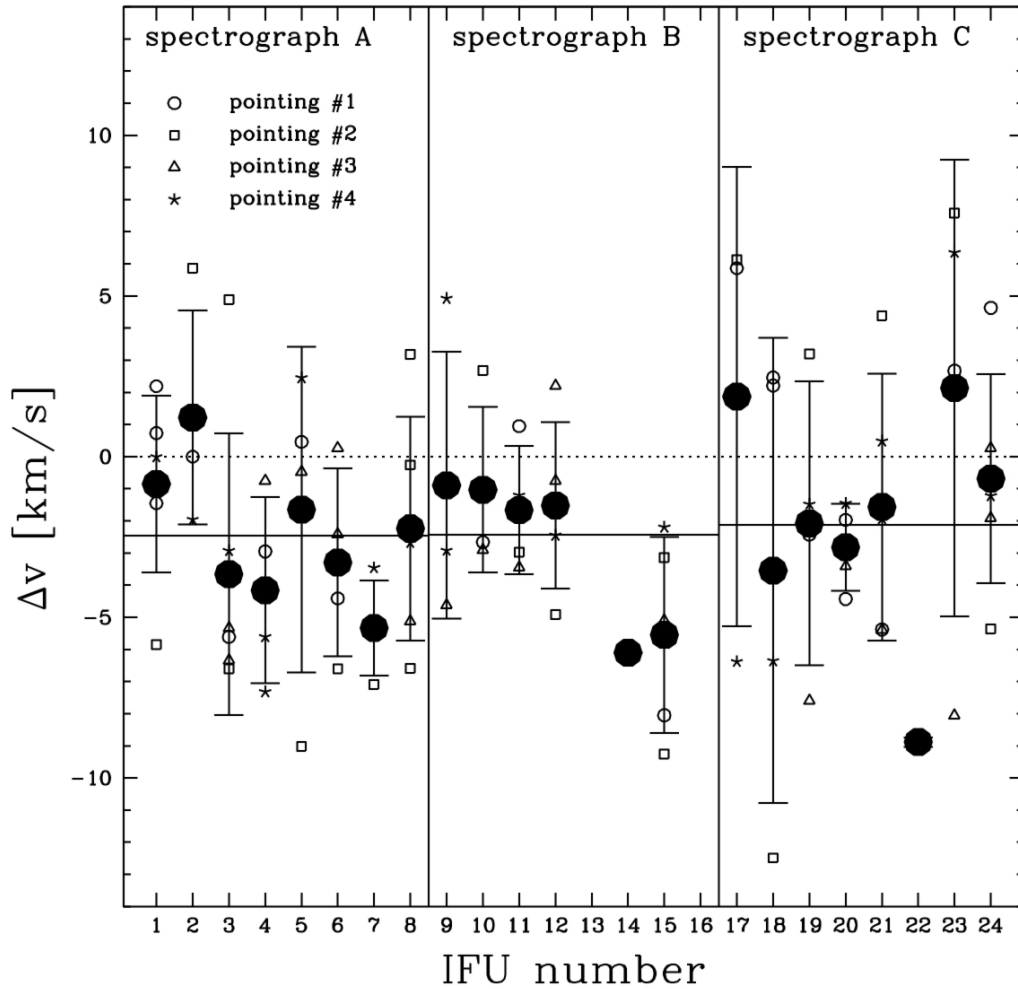 spectrograph A spectrograph B spectrograph C
pointing #1
pointing #2
pointing #3
pointing #4
10
5
0
-5
-10
Δv [km/s]
1 2 3 4 5 6 7 8 9 10 11 12 13 14 15 16 17 18 19 20 21 22 23 24
IFU number